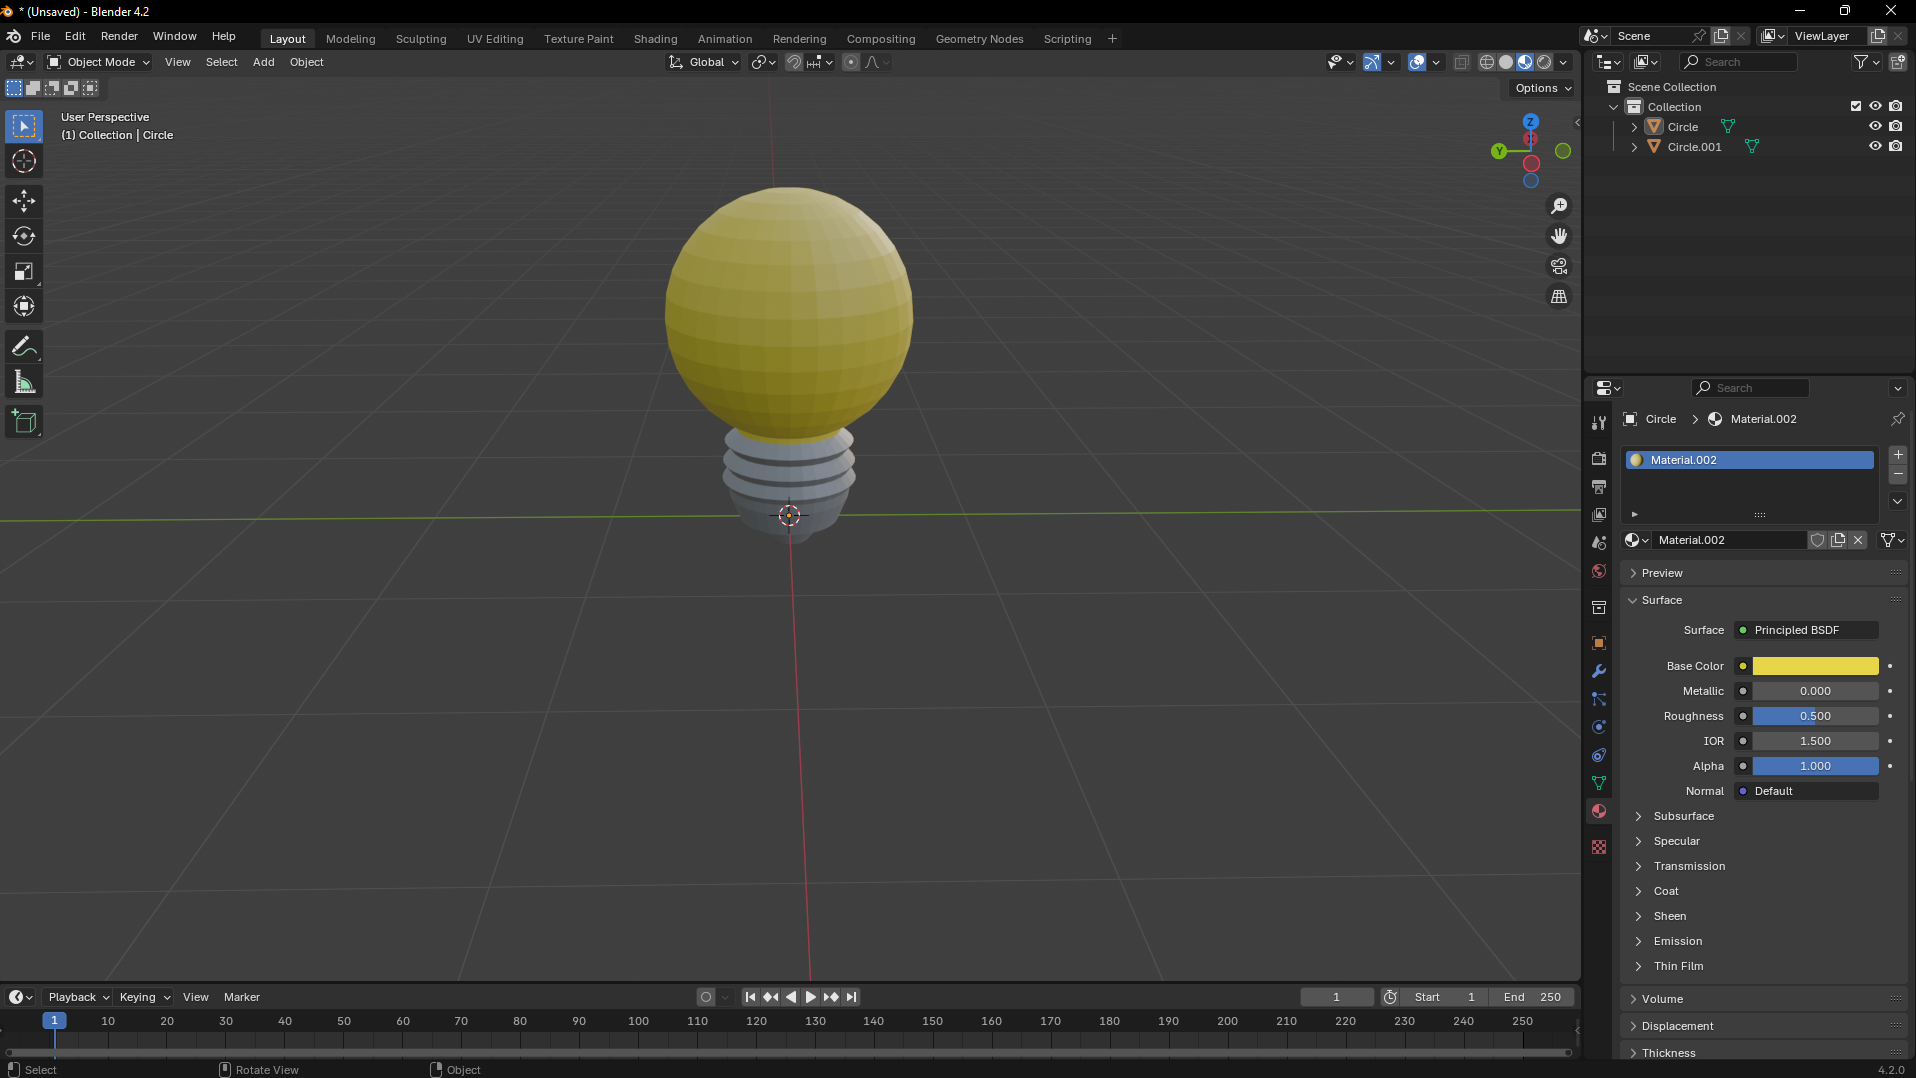 * (Unsaved) - Blender 4.2
File Edit Render Window Help
Layout Modeling Sculpting UV Editing Texture Paint Shading Animation Rendering Compositing Geometry Nodes Scripting +
Scene ViewLayer
Object Mode View Select Add Object Global
Search
Options
User Perspective
(1) Collection | Circle
Z
Y
Scene Collection
Collection
Circle
Circle.001
Search
Circle > Material.002
Material.002
Material.002
Preview
Surface
Surface Principled BSDF
Base Color
Metallic 0.000
Roughness 0.500
IOR 1.500
Alpha 1.000
Normal Default
Subsurface
Specular
Transmission
Coat
Sheen
Emission
Thin Film
Volume
Displacement
Thickness
Playback Keying View Marker 1 Start 1 End 250
1 10 20 30 40 50 60 70 80 90 100 110 120 130 140 150 160 170 180 190 200 210 220 230 240 250
Select Rotate View Object 4.2.0